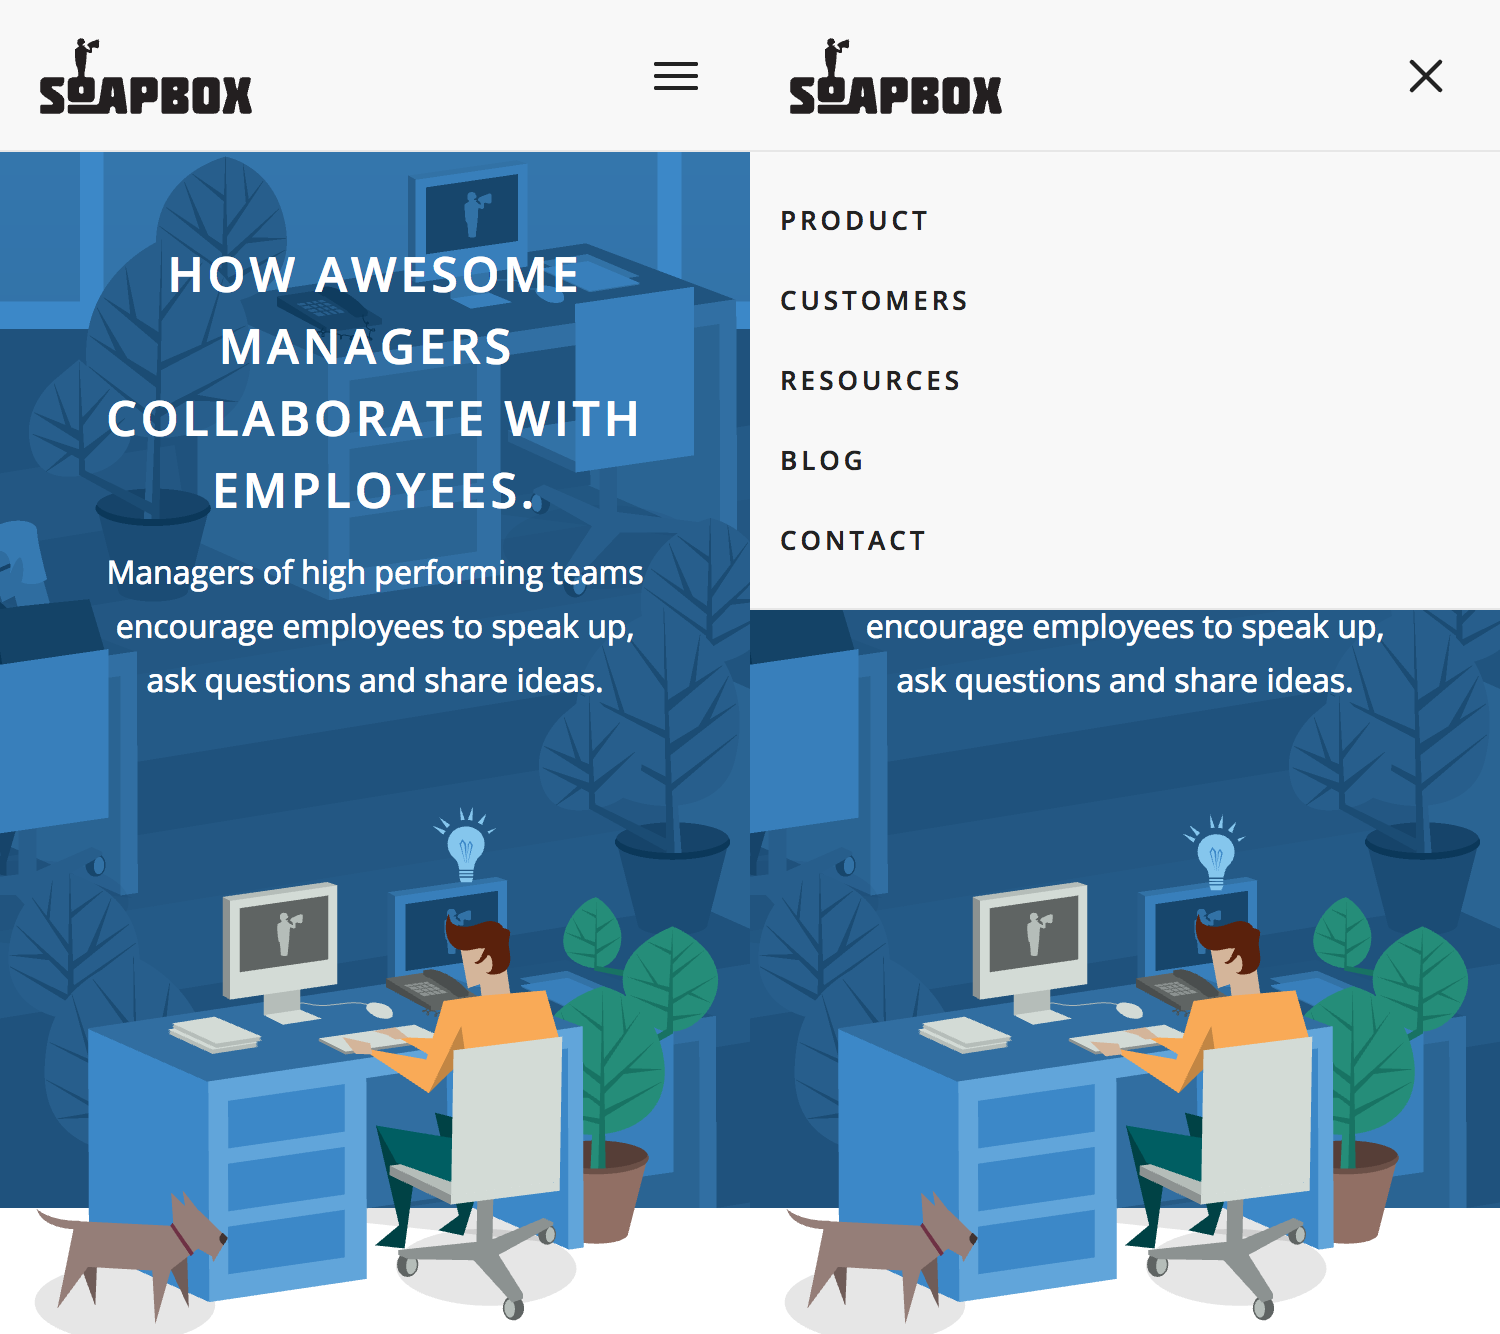 SOAPBOX
HOW AWESOME
MANAGERS
COLLABORATE WITH
EMPLOYEES.
Managers of high performing teams
encourage employees to speak up,
ask questions and share ideas.
SOAPBOX
PRODUCT
CUSTOMERS
RESOURCES
BLOG
CONTACT
encourage employees to speak up,
ask questions and share ideas.